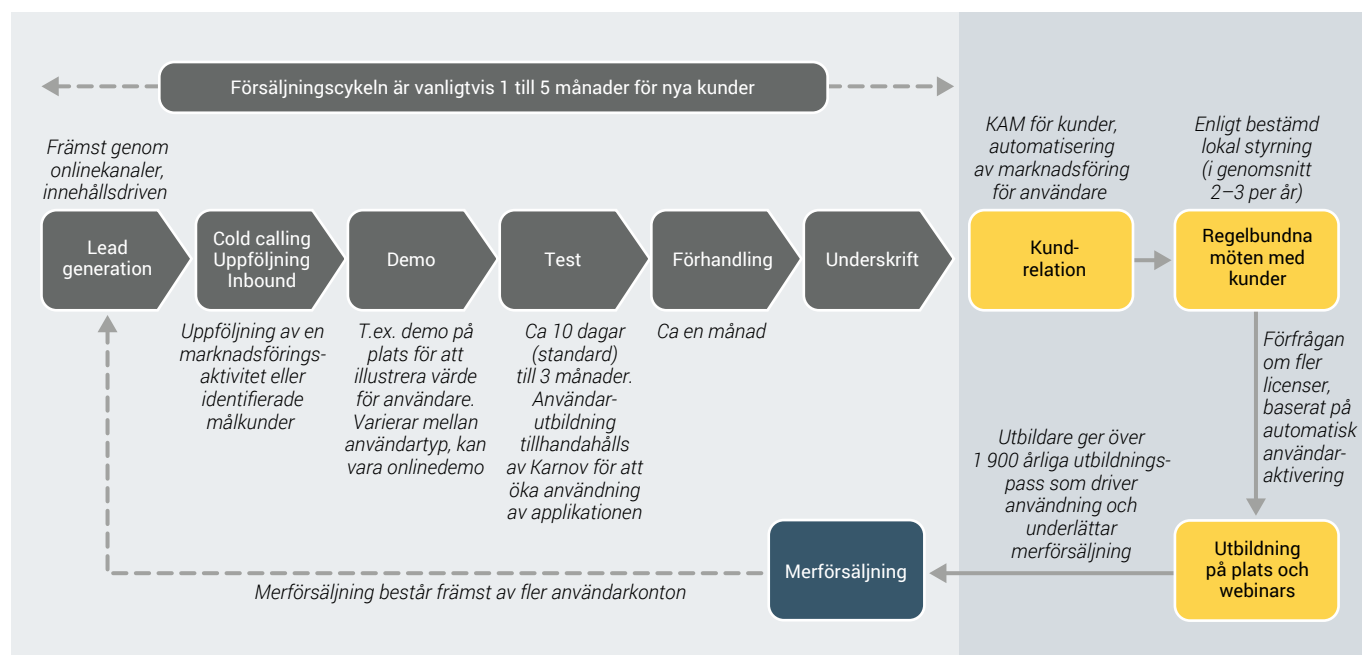 Försäljningscykeln är vanligtvis 1 till 5 månader för nya kunder
Främst genom
onlinekanaler,
innehållsdriven
KAM för kunder,
automatisering
av marknadsföring
för användare
Enligt bestämd
lokal styrning
(i genomsnitt
2–3 per år)
Lead
generation
Cold calling
Uppföljning
Inbound
Demo
Test
Förhandling
Underskrift
Kund-
relation
Regelbundna
möten med
kunder
Uppföljning av en
marknadsförings-
aktivitet eller
identifierade
målkunder
T.ex. demo på
plats för att
illustrera värde
för användare.
Varierar mellan
användartyp, kan
vara onlinedemo
Ca 10 dagar
(standard)
till 3 månader.
Användar-
utbildning
tillhandahålls
av Karnov för att
öka användning
av applikationen
Ca en månad
Förfrågan
om fler
licenser,
baserat på
automatisk
användar-
aktivering
Utbildare ger över
1 900 årliga utbildnings-
pass som driver
användning och
underlättar
merförsäljning
Merförsäljning
Utbildning
på plats och
webinars
Merförsäljning består främst av fler användarkonton